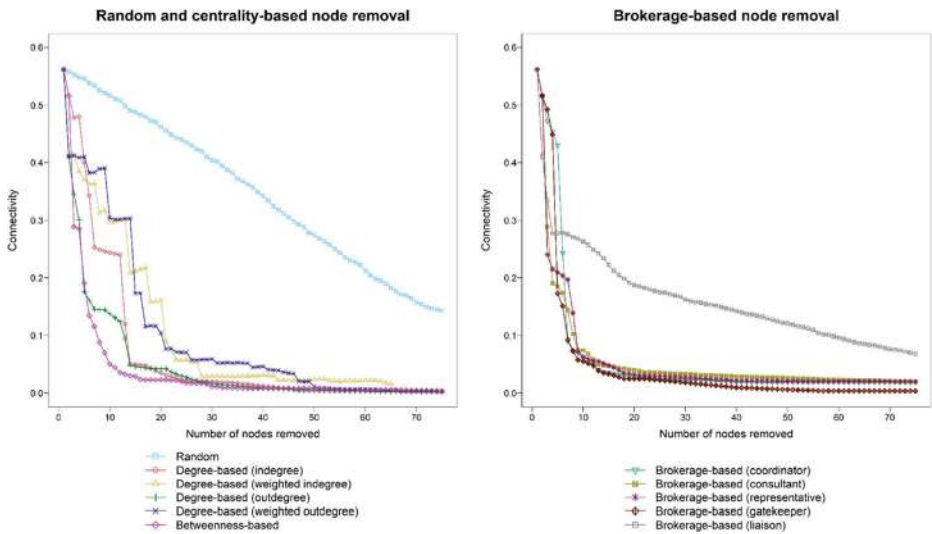 Random and centrality-based node removal
Connectivity
0.6
0.5
0.4
0.3
0.2
0.1
0.0
0 10 20 30 40 50 60 70
Number of nodes removed
Random
Degree-based (indegree)
Degree-based (weighted indegree)
Degree-based (outdegree)
Degree-based (weighted outdegree)
Betweenness-based
Brokerage-based node removal
Connectivity
0.6
0.5
0.4
0.3
0.2
0.1
0.0
0 10 20 30 40 50 60 70
Number of nodes removed
Brokerage-based (coordinator)
Brokerage-based (consultant)
Brokerage-based (representative)
Brokerage-based (gatekeeper)
Brokerage-based (liaison)